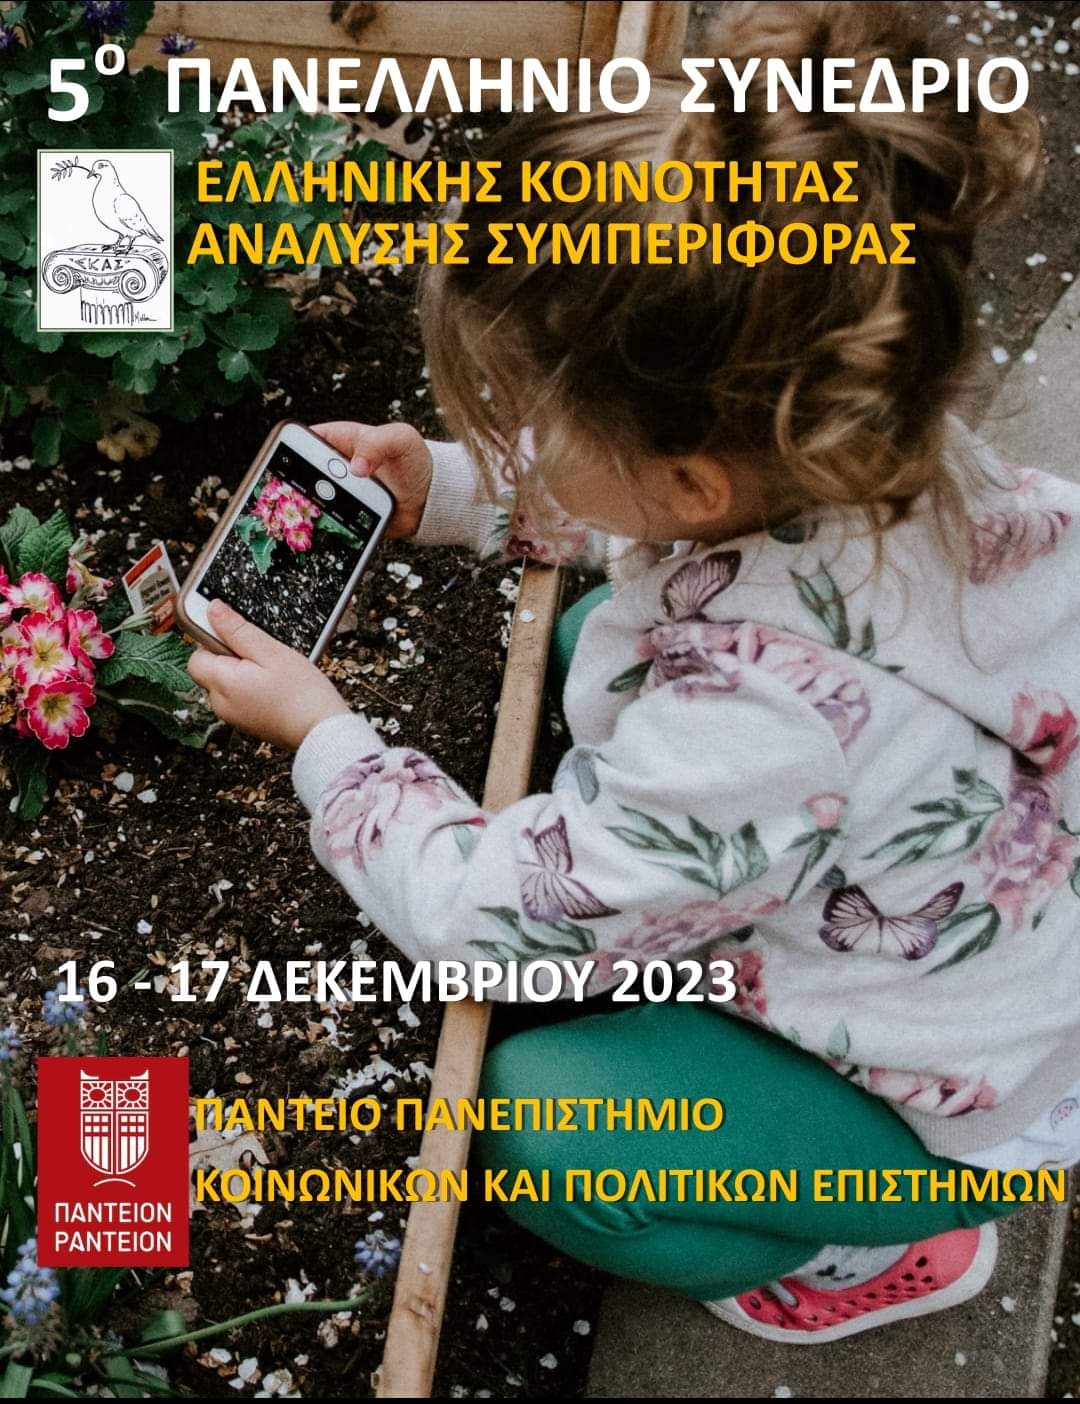 5ο ΠΑΝΕΛΛΗΝΙΟ ΣΥΝΕΔΡΙΟ
ΕΛΛΗΝΙΚΗΣ ΚΟΙΝΟΤΗΤΑΣ
ΑΝΑΛΥΣΗΣ ΣΥΜΠΕΡΙΦΟΡΑΣ
ΕΚΑΣ
16 - 17 ΔΕΚΕΜΒΡΙΟΥ 2023
ΠΑΝΤΕΙΟ ΠΑΝΕΠΙΣΤΗΜΙΟ
ΚΟΙΝΩΝΙΚΩΝ ΚΑΙ ΠΟΛΙΤΙΚΩΝ ΕΠΙΣΤΗΜΩΝ
ΠΑΝΤΕΙΟΝ
PANTEION